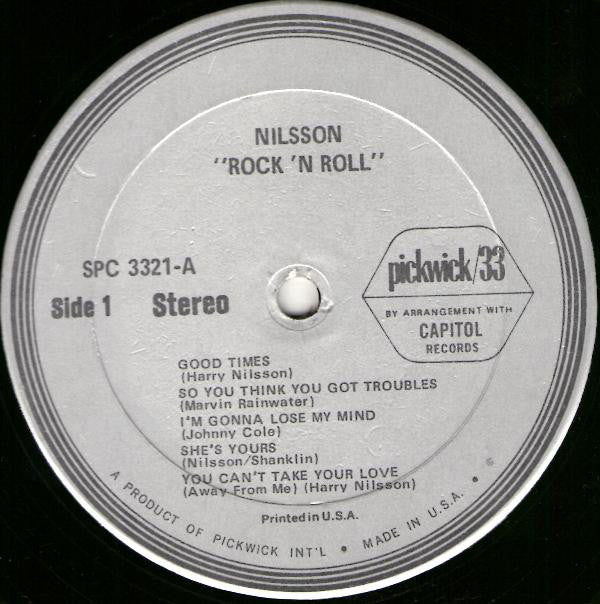 NILSSON
"ROCK 'N ROLL"
SPC 3321-A
Side 1 Stereo
pickwick/33
BY ARRANGEMENT WITH
CAPITOL
RECORDS
GOOD TIMES
(Harry Nilsson)
SO YOU THINK YOU GOT TROUBLES
(Marvin Rainwater)
I'M GONNA LOSE MY MIND
(Johnny Cole)
SHE'S YOURS
(Nilsson/Shanklin)
YOU CAN'T TAKE YOUR LOVE
(Away From Me) (Harry Nilsson)
Printed in U.S.A.
A PRODUCT OF PICKWICK INT'L • MADE IN U.S.A. •